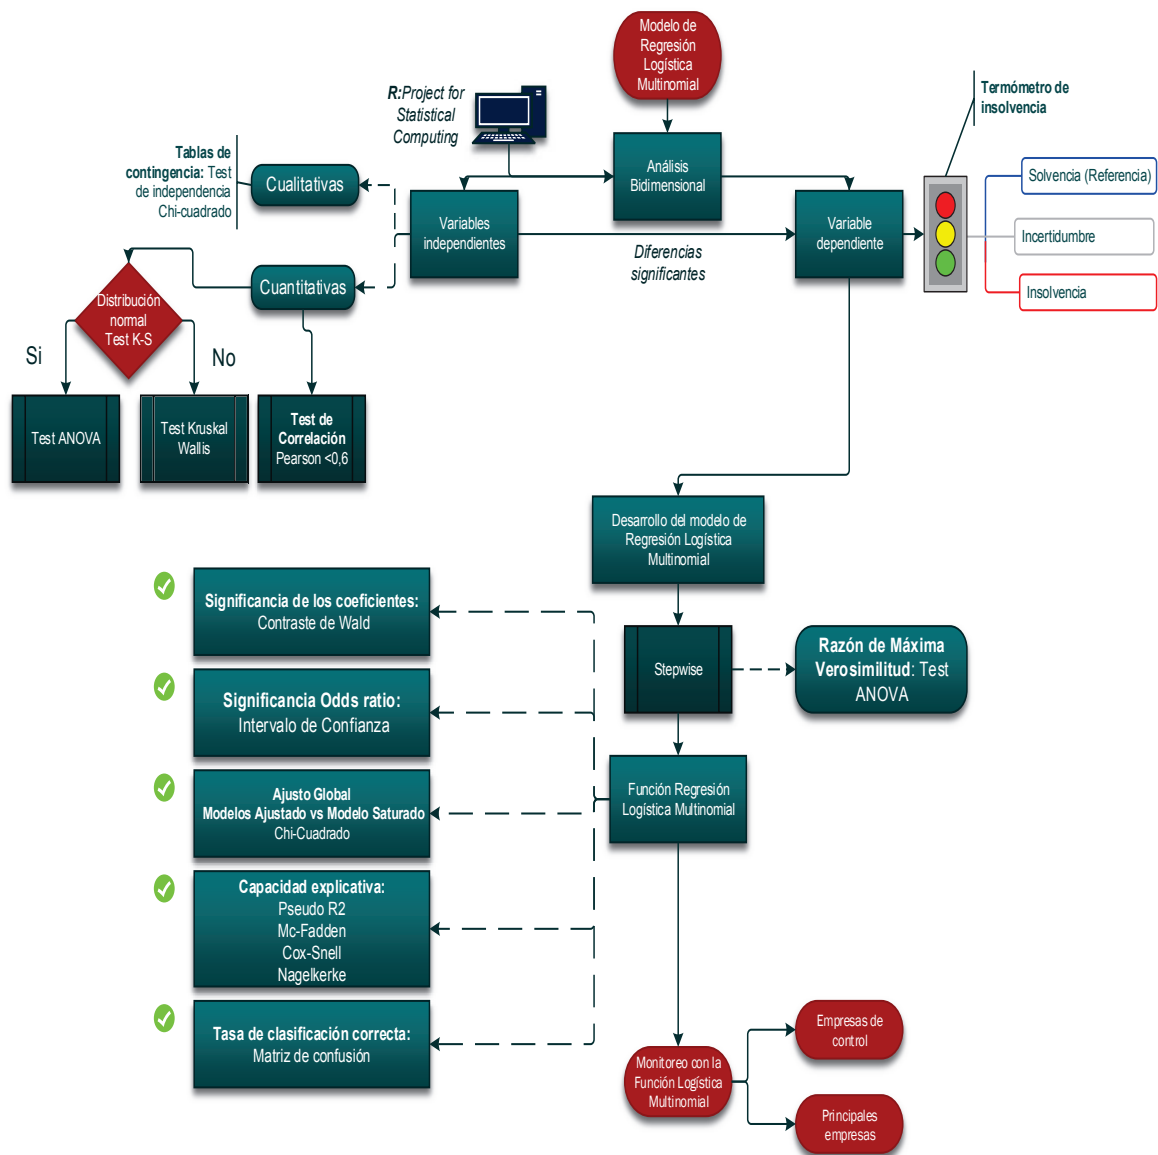 Modelo de
Regresión
Logística
Multinomial
R:Project for
Statistical
Computing
Termómetro de
insolvencia
Tablas de
contingencia: Test
de independencia
Chi-cuadrado
Cualitativas
Análisis
Bidimensional
Solvencia (Referencia)
Variables
independientes
Variable
dependiente
Incertidumbre
Diferencias
significantes
Cuantitativas
Insolvencia
Distribución
normal
Test K-S
Si
No
Test ANOVA
Test Kruskal
Wallis
Test de
Correlación
Pearson <0,6
Desarrollo del modelo de
Regresión Logística
Multinomial
Significancia de los coeficientes:
Contraste de Wald
Stepwise
Razón de Máxima
Verosimilitud: Test
ANOVA
Significancia Odds ratio:
Intervalo de Confianza
Función Regresión
Logística Multinomial
Ajusto Global
Modelos Ajustado vs Modelo Saturado
Chi-Cuadrado
Capacidad explicativa:
Pseudo R2
Mc-Fadden
Cox-Snell
Nagelkerke
Tasa de clasificación correcta:
Matriz de confusión
Empresas de
control
Monitoreo con la
Función Logística
Multinomial
Principales
empresas